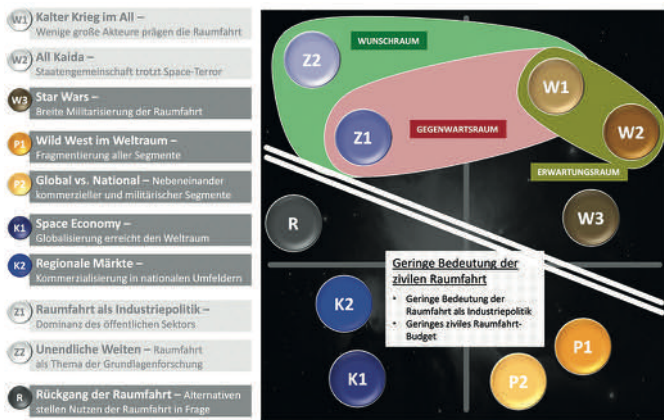 W1
Kalter Krieg im All –
Wenige große Akteure prägen die Raumfahrt
W2
All Kaida –
Staatengemeinschaft trotzt Space-Terror
W3
Star Wars –
Breite Militarisierung der Raumfahrt
P1
Wild West im Weltraum –
Fragmentierung aller Segmente
P2
Global vs. National – Nebeneinander
kommerzieller und militärischer Segmente
K1
Space Economy –
Globalisierung erreicht den Weltraum
K2
Regionale Märkte –
Kommerzialisierung in nationalen Umfeldern
Z1
Raumfahrt als Industriepolitik –
Dominanz des öffentlichen Sektors
Z2
Unendliche Welten – Raumfahrt
als Thema der Grundlagenforschung
R
Rückgang der Raumfahrt – Alternativen
stellen Nutzen der Raumfahrt in Frage
WUNSCHRAUM
Z2
W1
Z1
GEGENWARTSRAUM
W2
ERWARTUNGSRAUM
R
W3
Geringe Bedeutung der
zivilen Raumfahrt
• Geringe Bedeutung der
Raumfahrt als Industriepolitik
• Geringes ziviles Raumfahrt-
Budget
K2
K1
P1
P2